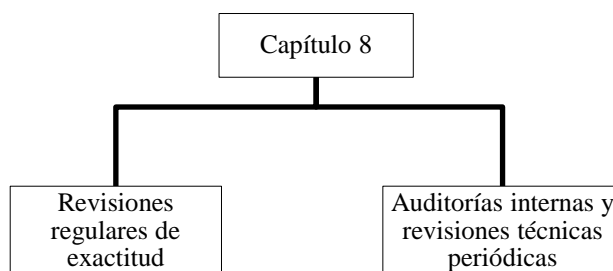 Capítulo 8
Revisiones
regulares de
exactitud
Auditorías internas y
revisiones técnicas
periódicas